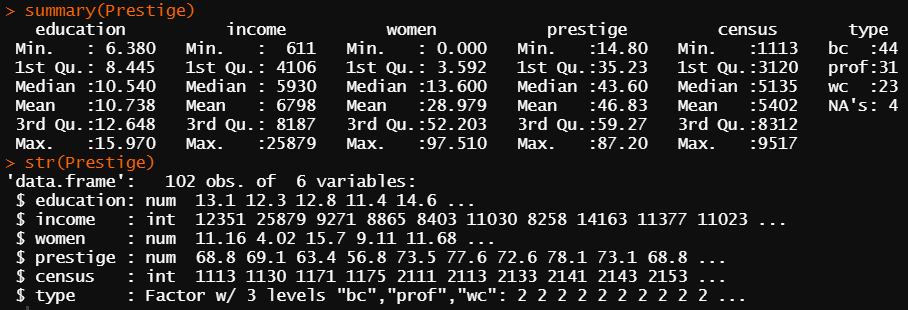 > summary(Prestige)
   education          income          women           prestige         census       type   
 Min.   : 6.380   Min.   :  611   Min.   : 0.000   Min.   :14.80   Min.   :1113   bc  :44  
 1st Qu.: 8.445   1st Qu.: 4106   1st Qu.: 3.592   1st Qu.:35.23   1st Qu.:3120   prof:31  
 Median :10.540   Median : 5930   Median :13.600   Median :43.60   Median :5135   wc  :23  
 Mean   :10.738   Mean   : 6798   Mean   :28.979   Mean   :46.83   Mean   :5402   NA's: 4  
 3rd Qu.:12.648   3rd Qu.: 8187   3rd Qu.:52.203   3rd Qu.:59.27   3rd Qu.:8312            
 Max.   :15.970   Max.   :25879   Max.   :97.510   Max.   :87.20   Max.   :9517            
> str(Prestige)
'data.frame':   102 obs. of  6 variables:
 $ education: num  13.1 12.3 12.8 11.4 14.6 ...
 $ income   : int  12351 25879 9271 8865 8403 11030 8258 14163 11377 11023 ...
 $ women    : num  11.16 4.02 15.7 9.11 11.68 ...
 $ prestige : num  68.8 69.1 63.4 56.8 73.5 77.6 72.6 78.1 73.1 68.8 ...
 $ census   : int  1113 1130 1171 1175 2111 2113 2133 2141 2143 2153 ...
 $ type     : Factor w/ 3 levels "bc","prof","wc": 2 2 2 2 2 2 2 2 2 2 ...